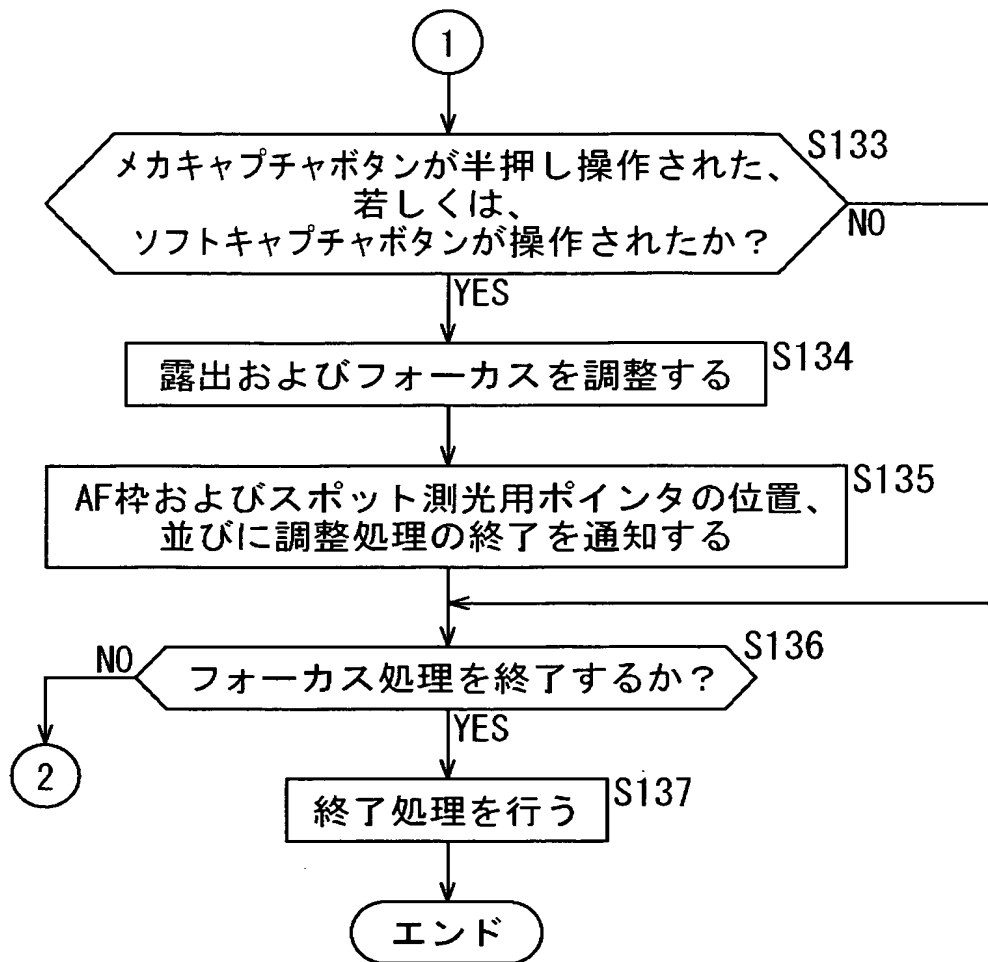 1
メカキャプチャボタンが半押し操作された、
若しくは、
ソフトキャプチャボタンが操作されたか？
S133
NO
YES
露出およびフォーカスを調整する
S134
AF枠およびスポット測光用ポインタの位置、
並びに調整処理の終了を通知する
S135
フォーカス処理を終了するか？
S136
NO
YES
2
終了処理を行う
S137
エンド